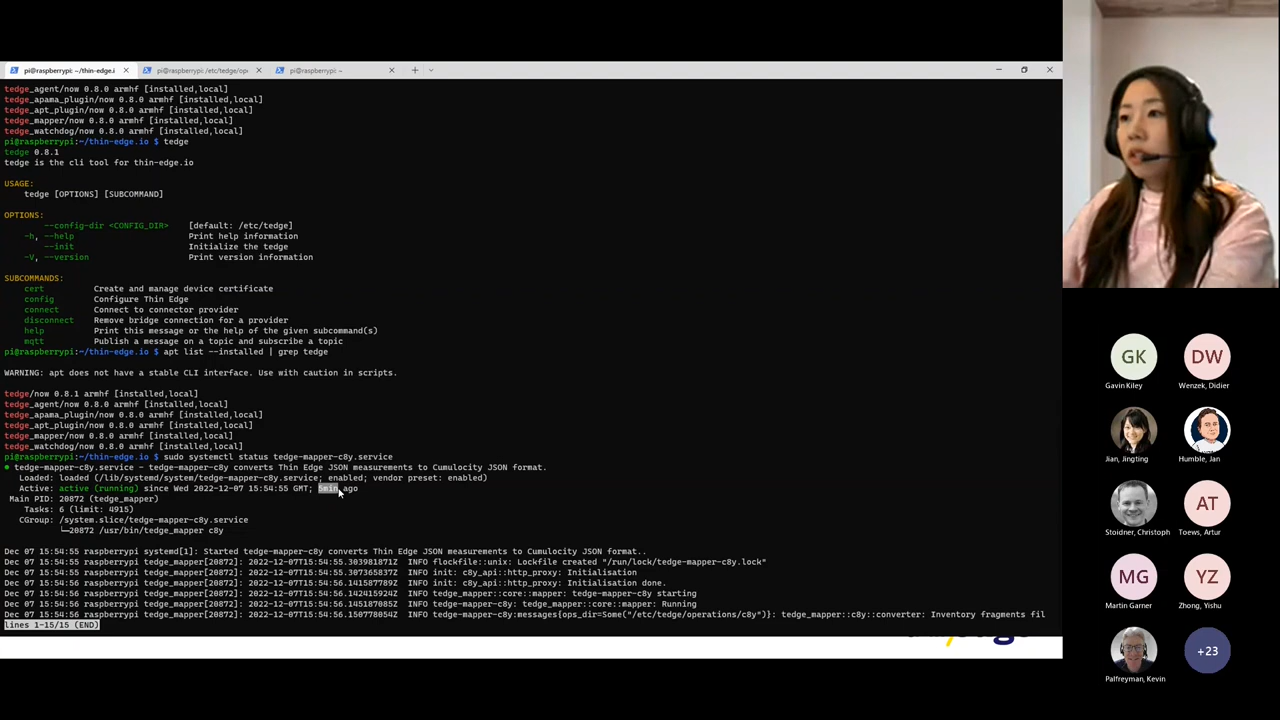 pi@raspberrypi: ~/thin-edge.i
pi@raspberrypi: /etc/tedge/ope
pi@raspberrypi: ~
tedge_agent/now 0.8.0 armhf [installed,local]
tedge_apama_plugin/now 0.8.0 armhf [installed,local]
tedge_apt_plugin/now 0.8.0 armhf [installed,local]
tedge_mapper/now 0.8.0 armhf [installed,local]
tedge_watchdog/now 0.8.0 armhf [installed,local]
pi@raspberrypi:~/thin-edge.io $ tedge
tedge 0.8.1
tedge is the cli tool for thin-edge.io
USAGE:
tedge [OPTIONS] [SUBCOMMAND]
OPTIONS:
--config-dir <CONFIG_DIR> [default: /etc/tedge]
-h, --help Print help information
--init Initialize the tedge
-V, --version Print version information
SUBCOMMANDS:
cert Create and manage device certificate
config Configure Thin Edge
connect Connect to connector provider
disconnect Remove bridge connection for a provider
help Print this message or the help of the given subcommand(s)
mqtt Publish a message on a topic and subscribe a topic
pi@raspberrypi:~/thin-edge.io $ apt list --installed | grep tedge
WARNING: apt does not have a stable CLI interface. Use with caution in scripts.
tedge/now 0.8.1 armhf [installed,local]
tedge_agent/now 0.8.0 armhf [installed,local]
tedge_apama_plugin/now 0.8.0 armhf [installed,local]
tedge_apt_plugin/now 0.8.0 armhf [installed,local]
tedge_mapper/now 0.8.0 armhf [installed,local]
tedge_watchdog/now 0.8.0 armhf [installed,local]
pi@raspberrypi:~/thin-edge.io $ sudo systemctl status tedge-mapper-c8y.service
● tedge-mapper-c8y.service - tedge-mapper-c8y converts Thin Edge JSON measurements to Cumulocity JSON format.
Loaded: loaded (/lib/systemd/system/tedge-mapper-c8y.service; enabled; vendor preset: enabled)
Active: active (running) since Wed 2022-12-07 15:54:55 GMT; 5min ago
Main PID: 20872 (tedge_mapper)
Tasks: 6 (limit: 4915)
CGroup: /system.slice/tedge-mapper-c8y.service
└─20872 /usr/bin/tedge_mapper c8y
Dec 07 15:54:55 raspberrypi systemd[1]: Started tedge-mapper-c8y converts Thin Edge JSON measurements to Cumulocity JSON format..
Dec 07 15:54:56 raspberrypi tedge_mapper[20872]: 2022-12-07T15:54:55.303981871Z INFO flockfile::unix: Lockfile created "/run/lock/tedge-mapper-c8y.lock"
Dec 07 15:54:56 raspberrypi tedge_mapper[20872]: 2022-12-07T15:54:55.307365837Z INFO init: c8y_api::http_proxy: Initialisation
Dec 07 15:54:56 raspberrypi tedge_mapper[20872]: 2022-12-07T15:54:56.141587789Z INFO init: c8y_api::http_proxy: Initialisation done.
Dec 07 15:54:56 raspberrypi tedge_mapper[20872]: 2022-12-07T15:54:56.142415924Z INFO tedge_mapper::core::mapper: tedge-mapper-c8y starting
Dec 07 15:54:56 raspberrypi tedge_mapper[20872]: 2022-12-07T15:54:56.145187085Z INFO tedge-mapper-c8y: tedge_mapper::core::mapper: Running
Dec 07 15:54:56 raspberrypi tedge_mapper[20872]: 2022-12-07T15:54:56.150778054Z INFO tedge-mapper-c8y:messages{ops_dir=Some("/etc/tedge/operations/c8y")}: tedge_mapper::c8y::converter: Inventory fragments fil
lines 1-15/15 (END)
GK
Gavin Kiley
DW
Wenzek, Didier
Jian, Jingting
Humble, Jan
Stoidner, Christoph
AT
Toews, Artur
MG
Martin Garner
YZ
Zhong, Yishu
Palfreyman, Kevin
+23